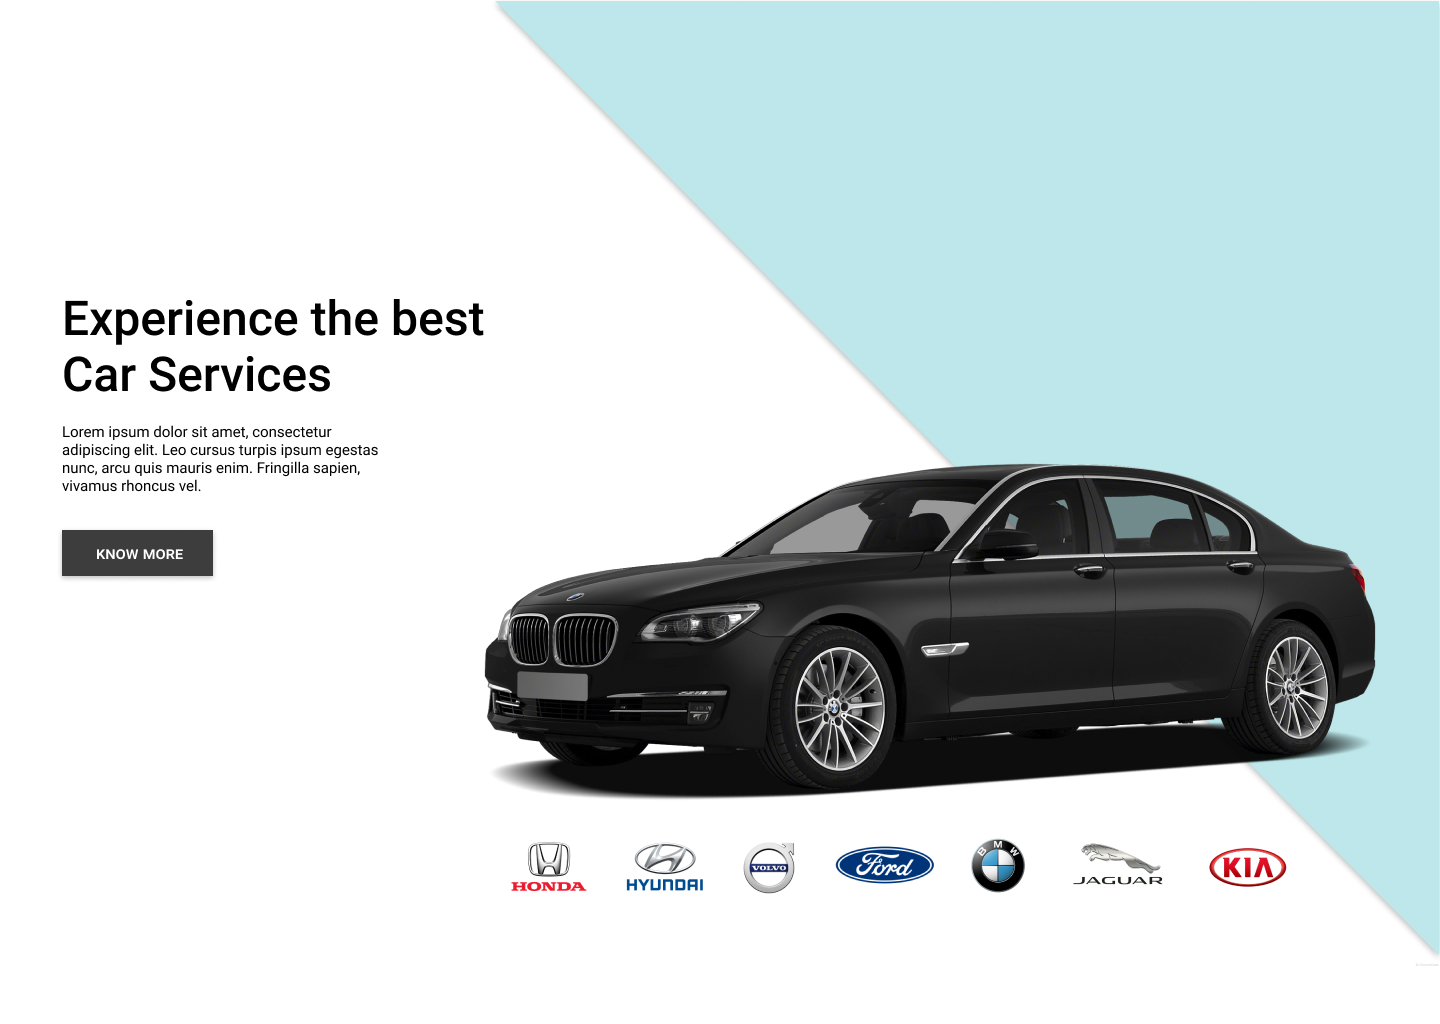 Experience the best
Car Services
Lorem ipsum dolor sit amet, consectetur
adipiscing elit. Leo cursus turpis ipsum egestas
nunc, arcu quis mauris enim. Fringilla sapien,
vivamus rhoncus vel.
KNOW MORE
HONDA
HYUNDAI
VOLVO
Ford
BMW
JAGUAR
KIA